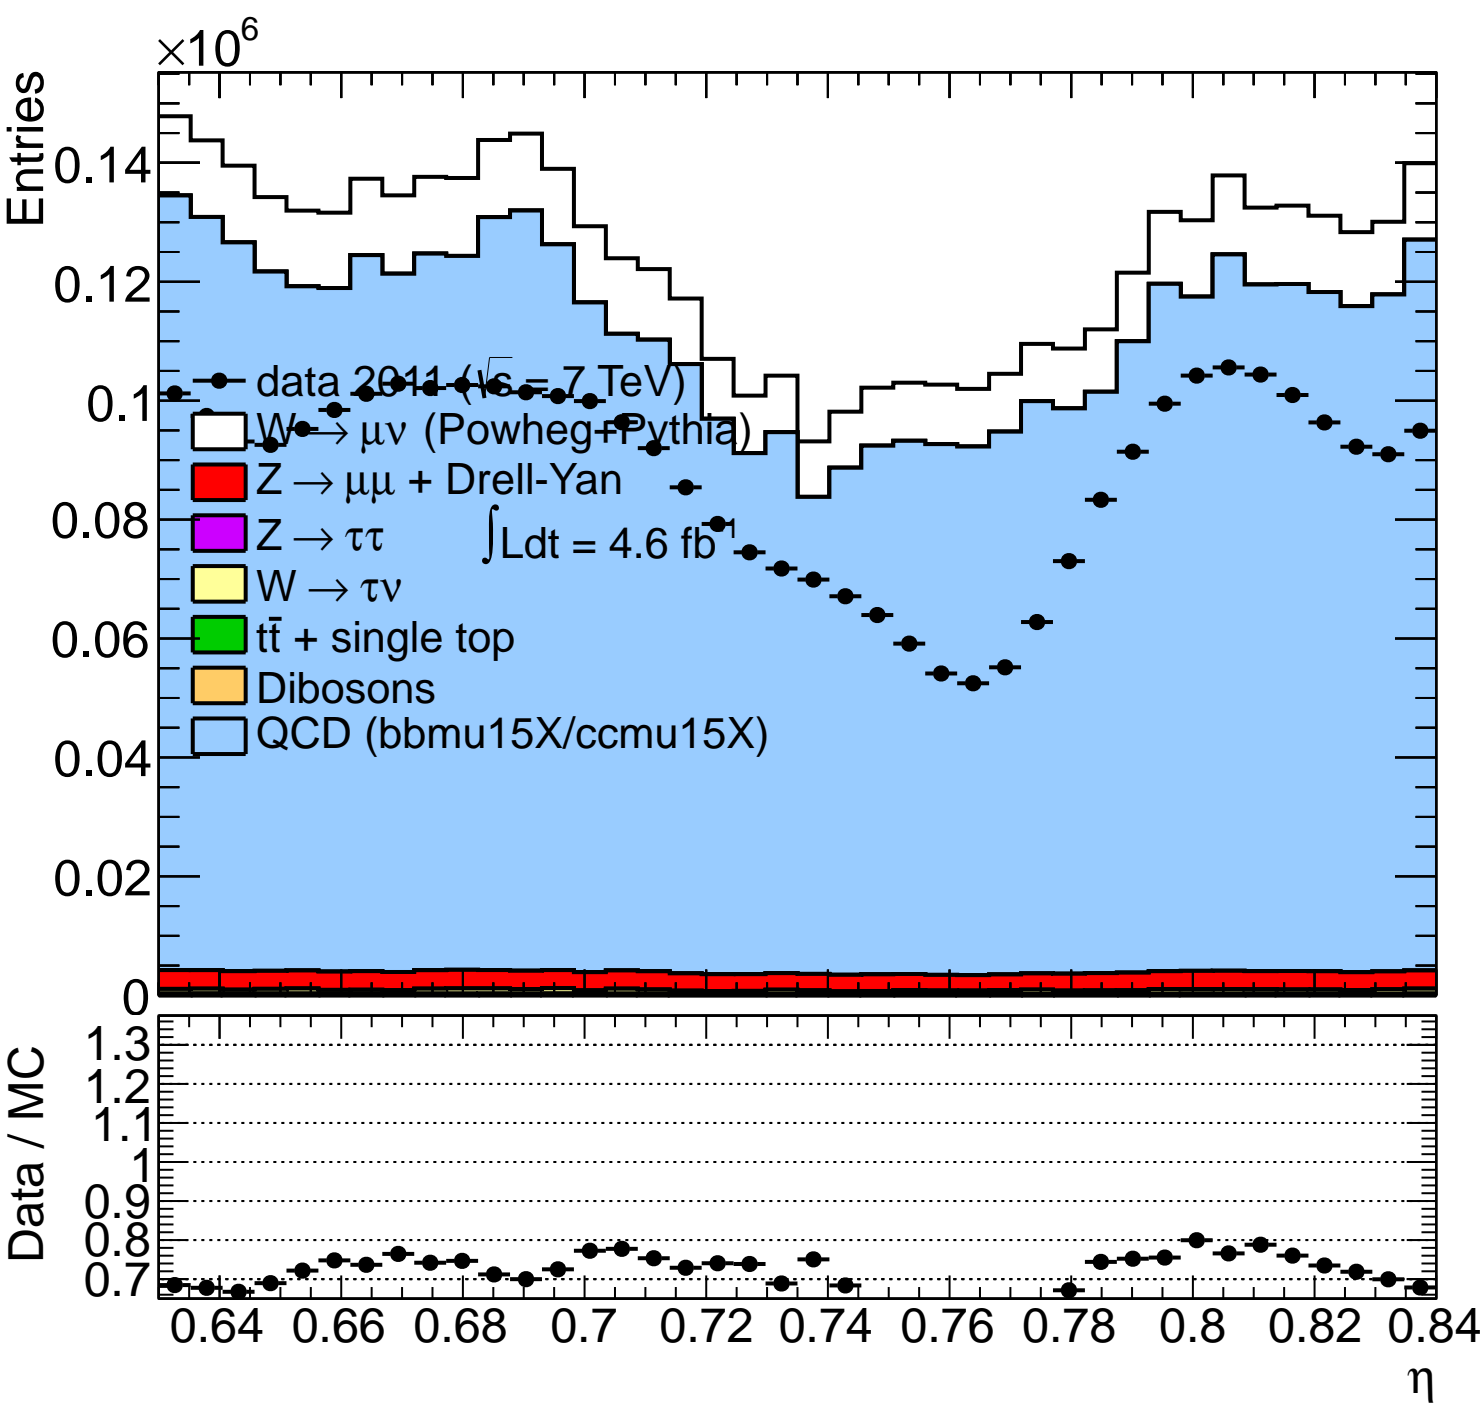 ×10⁶
Entries
0.14
0.12
0.1
0.08
0.06
0.04
0.02
0
data 2011 (√s = 7 TeV)
W → μν (Powheg+Pythia)
Z → μμ + Drell-Yan
Z → ττ
∫Ldt = 4.6 fb⁻¹
W → τν
tt̄ + single top
Dibosons
QCD (bbmu15X/ccmu15X)
Data / MC
1.3
1.2
1.1
1
0.9
0.8
0.7
0.64 0.66 0.68 0.7 0.72 0.74 0.76 0.78 0.8 0.82 0.84
η